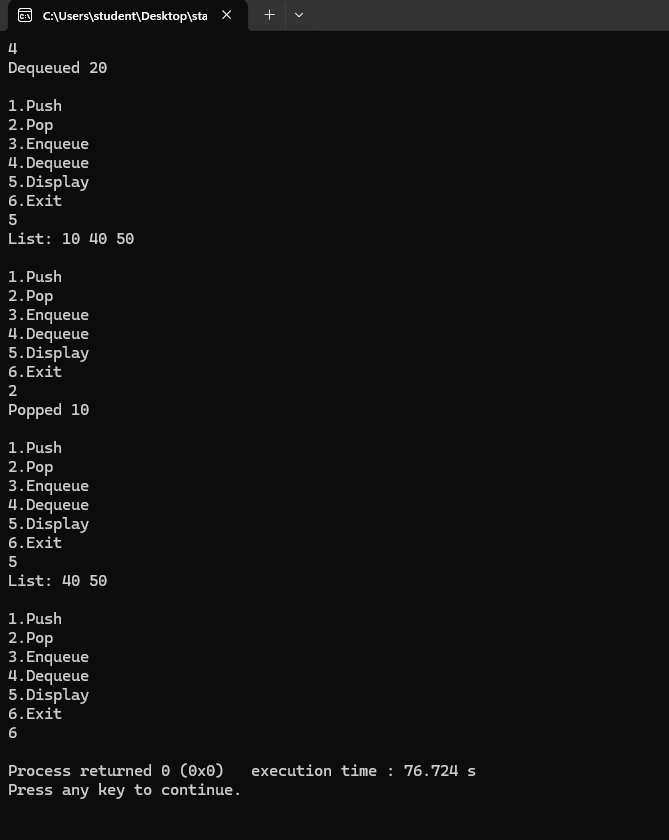 C:\Users\student\Desktop\sta
4
Dequeued 20
1.Push
2.Pop
3.Enqueue
4.Dequeue
5.Display
6.Exit
5
List: 10 40 50
1.Push
2.Pop
3.Enqueue
4.Dequeue
5.Display
6.Exit
2
Popped 10
1.Push
2.Pop
3.Enqueue
4.Dequeue
5.Display
6.Exit
5
List: 40 50
1.Push
2.Pop
3.Enqueue
4.Dequeue
5.Display
6.Exit
6
Process returned 0 (0x0)   execution time : 76.724 s
Press any key to continue.